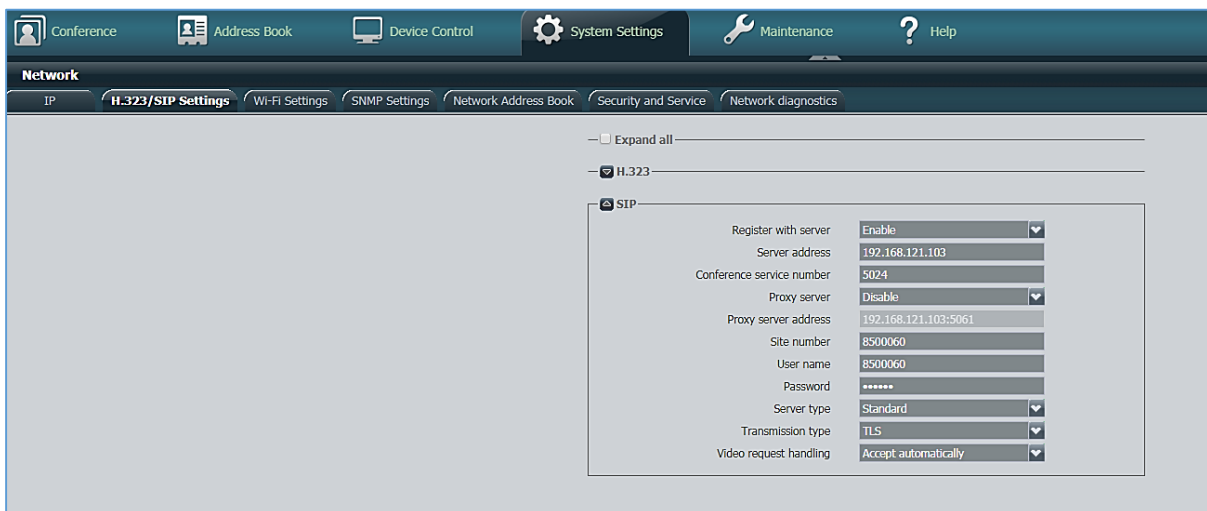 Conference Address Book Device Control System Settings Maintenance ? Help
Network
IP H.323/SIP Settings Wi-Fi Settings SNMP Settings Network Address Book Security and Service Network diagnostics
Expand all
H.323
SIP
Register with server Enable
Server address 192.168.121.103
Conference service number 5024
Proxy server Disable
Proxy server address 192.168.121.103:5061
Site number 8500060
User name 8500060
Password ••••••
Server type Standard
Transmission type TLS
Video request handling Accept automatically